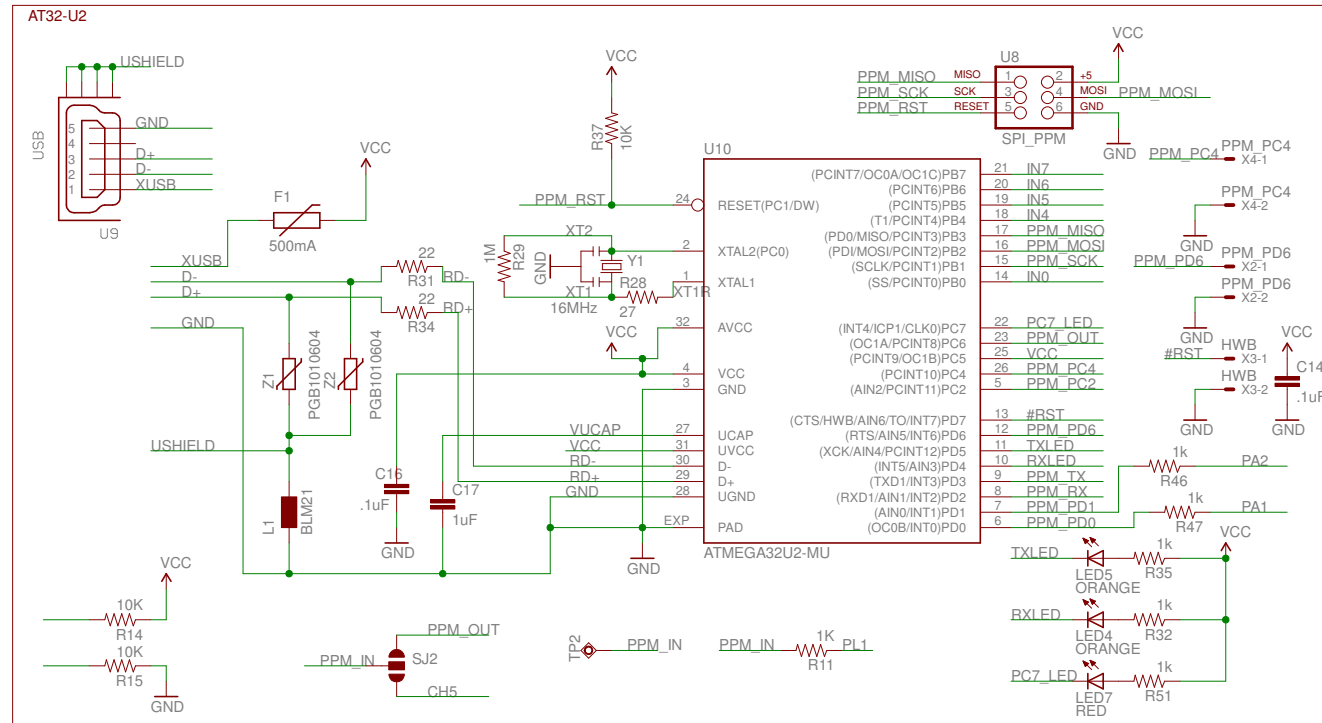 AT32-U2
USHIELD
USB
5
4
3
2
1
GND
D+
D-
XUSB
U9
VCC
F1
500mA
XUSB
D-
D+
GND
22
R31
RD-
22
R34
RD+
Z1
PGB1010604
Z2
PGB1010604
USHIELD
L1
BLM21
VCC
R37
10K
PPM_RST
XT2
1M
R29
GND
Y1
XT1
16MHz
R28
27
XT1R
VCC
VUCAP
VCC
RD-
RD+
GND
C16
.1uF
GND
C17
1uF
GND
U10
24 RESET(PC1/DW)
2 XTAL2(PC0)
1 XTAL1
32 AVCC
4 VCC
3 GND
27 UCAP
31 UVCC
30 D-
29 D+
28 UGND
EXP PAD
ATMEGA32U2-MU
(PCINT7/OC0A/OC1C)PB7 21 IN7
(PCINT6)PB6 20 IN6
(PCINT5)PB5 19 IN5
(T1/PCINT4)PB4 18 IN4
(PD0/MISO/PCINT3)PB3 17 PPM_MISO
(PDI/MOSI/PCINT2)PB2 16 PPM_MOSI
(SCLK/PCINT1)PB1 15 PPM_SCK
(SS/PCINT0)PB0 14 IN0
(INT4/ICP1/CLK0)PC7 22 PC7_LED
(OC1A/PCINT8)PC6 23 PPM_OUT
(PCINT9/OC1B)PC5 25 VCC
(PCINT10)PC4 26 PPM_PC4
(AIN2/PCINT11)PC2 5 PPM_PC2
(CTS/HWB/AIN6/TO/INT7)PD7 13 #RST
(RTS/AIN5/INT6)PD6 12 PPM_PD6
(XCK/AIN4/PCINT12)PD5 11 TXLED
(INT5/AIN3)PD4 10 RXLED
(TXD1/INT3)PD3 9 PPM_TX
(RXD1/AIN1/INT2)PD2 8 PPM_RX
(AIN0/INT1)PD1 7 PPM_PD1
(OC0B/INT0)PD0 6 PPM_PD0
U8
VCC
PPM_MISO MISO 1 2 +5
PPM_SCK SCK 3 4 MOSI PPM_MOSI
PPM_RST RESET 5 6 GND
SPI_PPM
GND
PPM_PC4 PPM_PC4
X4-1
PPM_PC4
X4-2
GND
PPM_PD6 PPM_PD6
X2-1
PPM_PD6
X2-2
GND
#RST HWB
X3-1
HWB
X3-2
GND
VCC
C14
.1uF
GND
1k
R46
PA2
1k
R47
PA1
VCC
TXLED
LED5
ORANGE
1k
R35
RXLED
LED4
ORANGE
1k
R32
PC7_LED
LED7
RED
1k
R51
VCC
10K
R14
10K
R15
GND
PPM_OUT
PPM_IN
SJ2
CH5
TP2
PPM_IN
PPM_IN
1K
R11
PL1